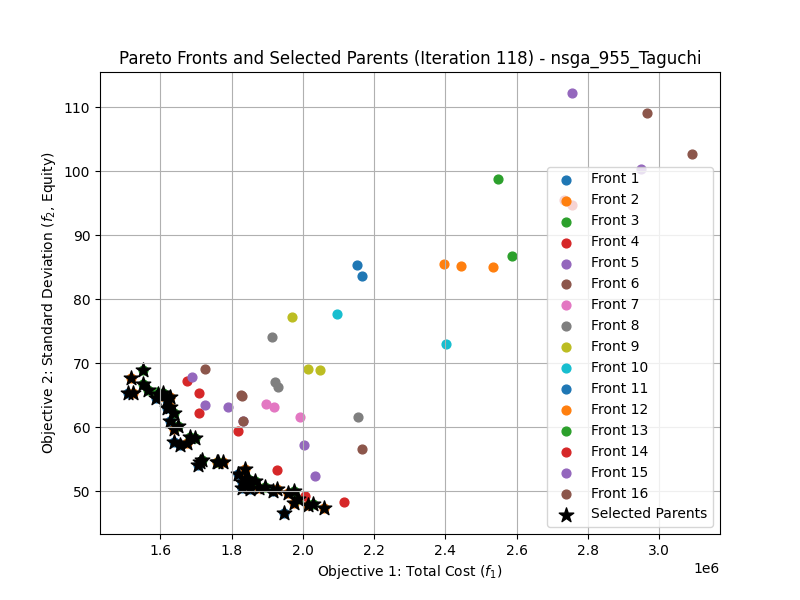 Pareto Fronts and Selected Parents (Iteration 118) - nsga_955_Taguchi
Objective 2: Standard Deviation (f₂, Equity)
110
100
90
80
70
60
50
Front 1
Front 2
Front 3
Front 4
Front 5
Front 6
Front 7
Front 8
Front 9
Front 10
Front 11
Front 12
Front 13
Front 14
Front 15
Front 16
Selected Parents
1.6 1.8 2.0 2.2 2.4 2.6 2.8 3.0
1e6
Objective 1: Total Cost (f₁)